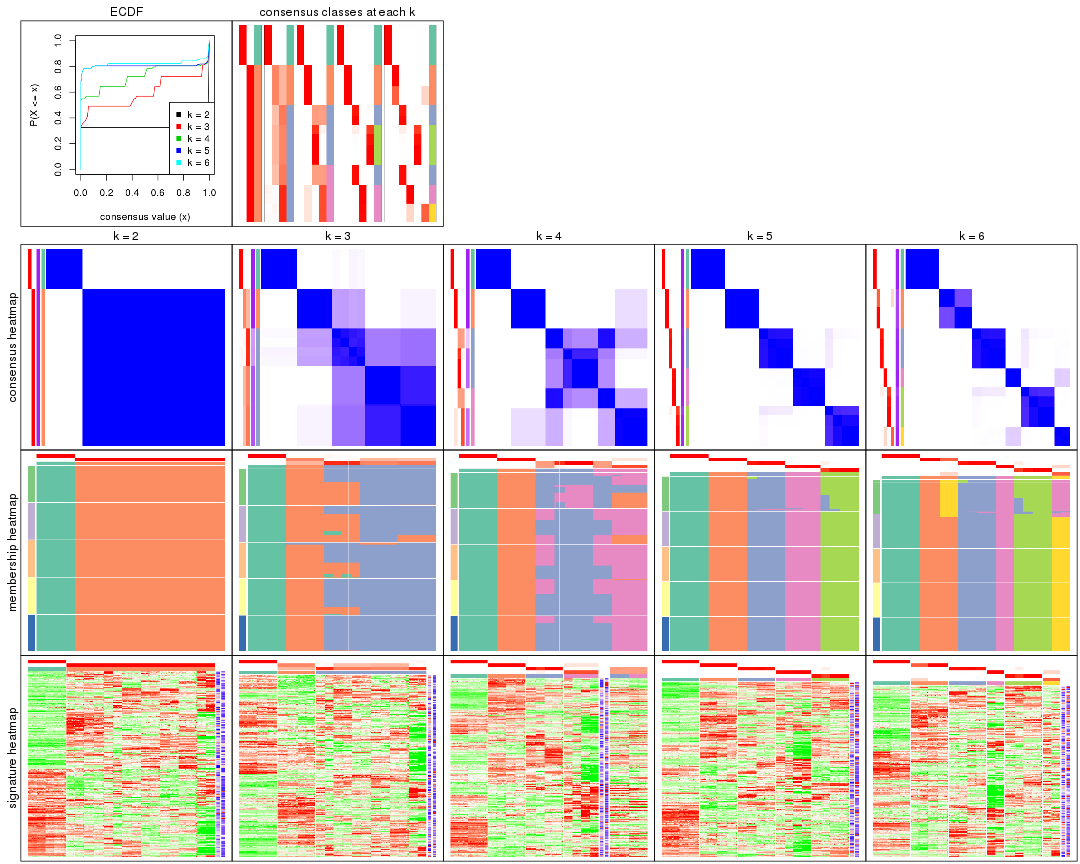 ECDF
consensus classes at each k
P(X <= x)
1.0
0.8
0.6
0.4
0.2
0.0
k = 2
k = 3
k = 4
k = 5
k = 6
0.0 0.2 0.4 0.6 0.8 1.0
consensus value (x)
k = 2 k = 3 k = 4 k = 5 k = 6
consensus heatmap
membership heatmap
signature heatmap